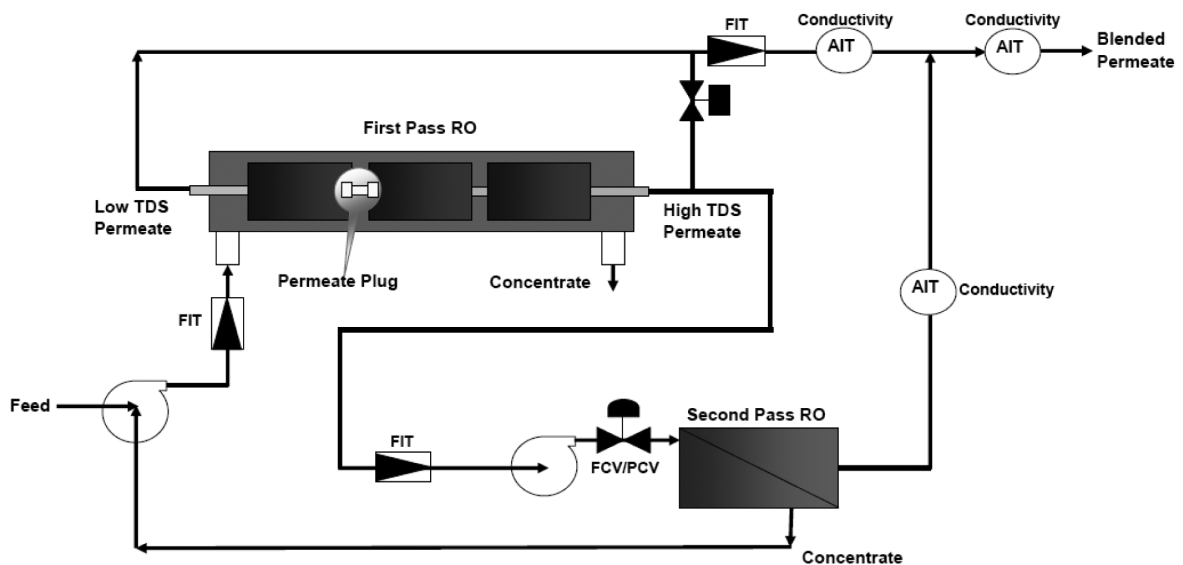 FIT
Conductivity
AIT
Conductivity
AIT
Blended
Permeate
First Pass RO
Low TDS
Permeate
High TDS
Permeate
Permeate Plug
Concentrate
FIT
AIT
Conductivity
Feed
FIT
FCV/PCV
Second Pass RO
Concentrate